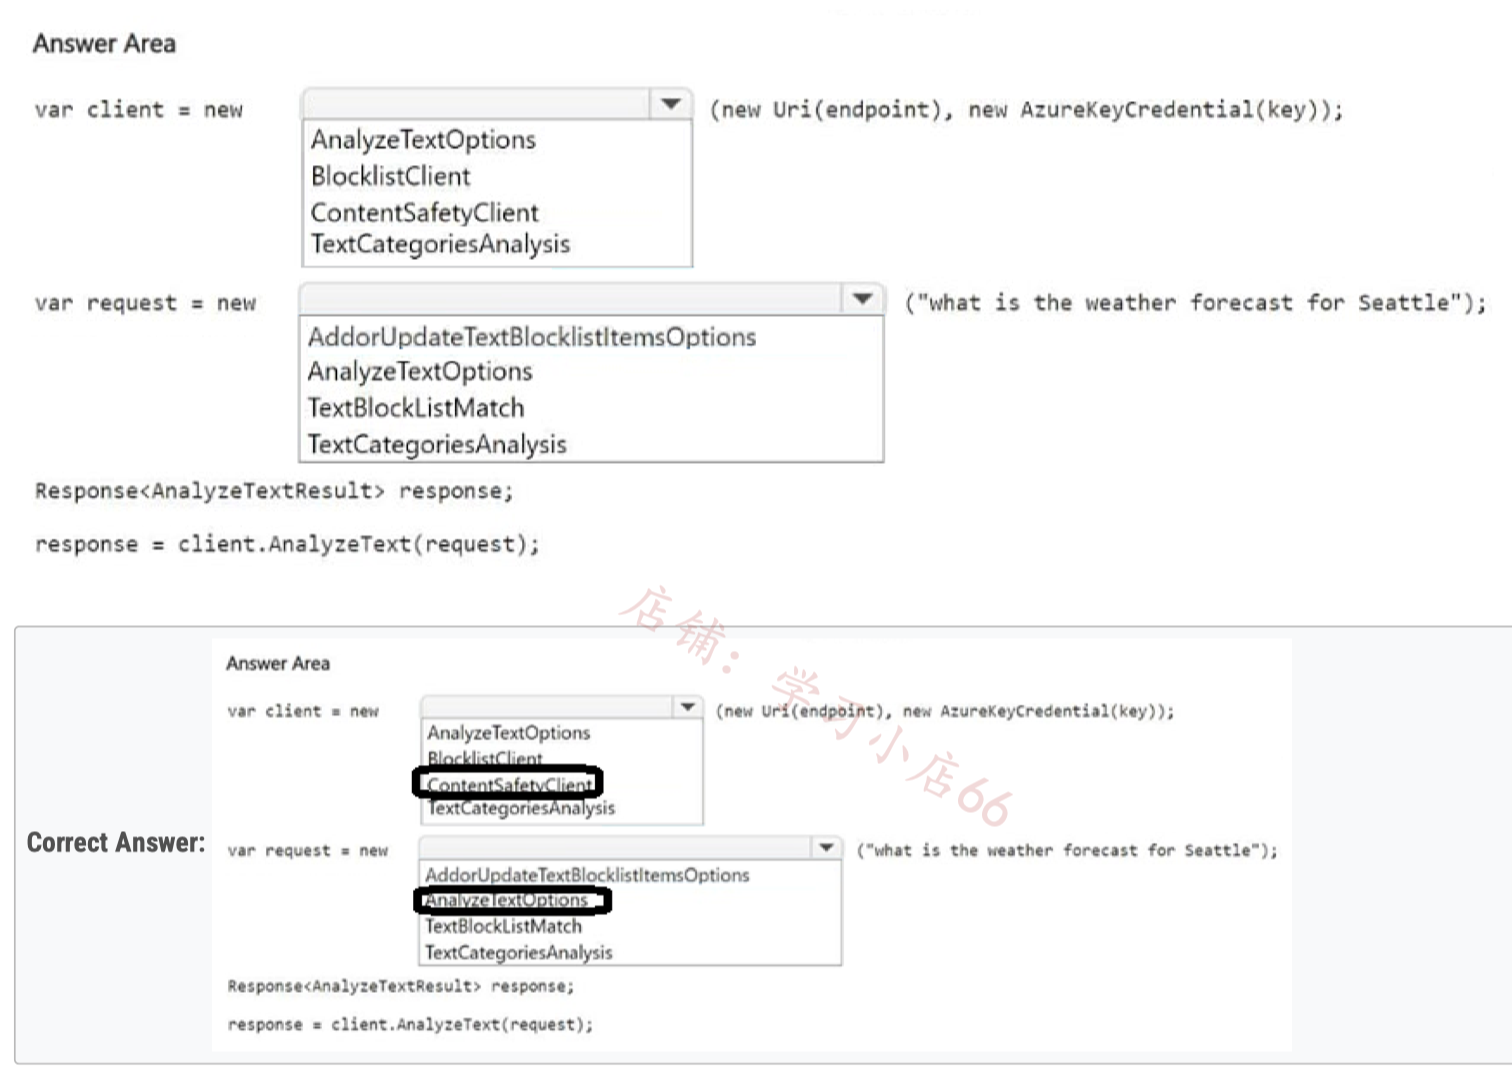 Answer Area
var client = new (new Uri(endpoint), new AzureKeyCredential(key));
AnalyzeTextOptions
BlocklistClient
ContentSafetyClient
TextCategoriesAnalysis
var request = new ("what is the weather forecast for Seattle");
AddorUpdateTextBlocklistItemsOptions
AnalyzeTextOptions
TextBlockListMatch
TextCategoriesAnalysis
Response<AnalyzeTextResult> response;
response = client.AnalyzeText(request);
店铺：学习小店66
Answer Area
var client = new (new Uri(endpoint), new AzureKeyCredential(key));
AnalyzeTextOptions
BlocklistClient
ContentSafetyClient
TextCategoriesAnalysis
Correct Answer:
var request = new ("what is the weather forecast for Seattle");
AddorUpdateTextBlocklistItemsOptions
AnalyzeTextOptions
TextBlockListMatch
TextCategoriesAnalysis
Response<AnalyzeTextResult> response;
response = client.AnalyzeText(request);